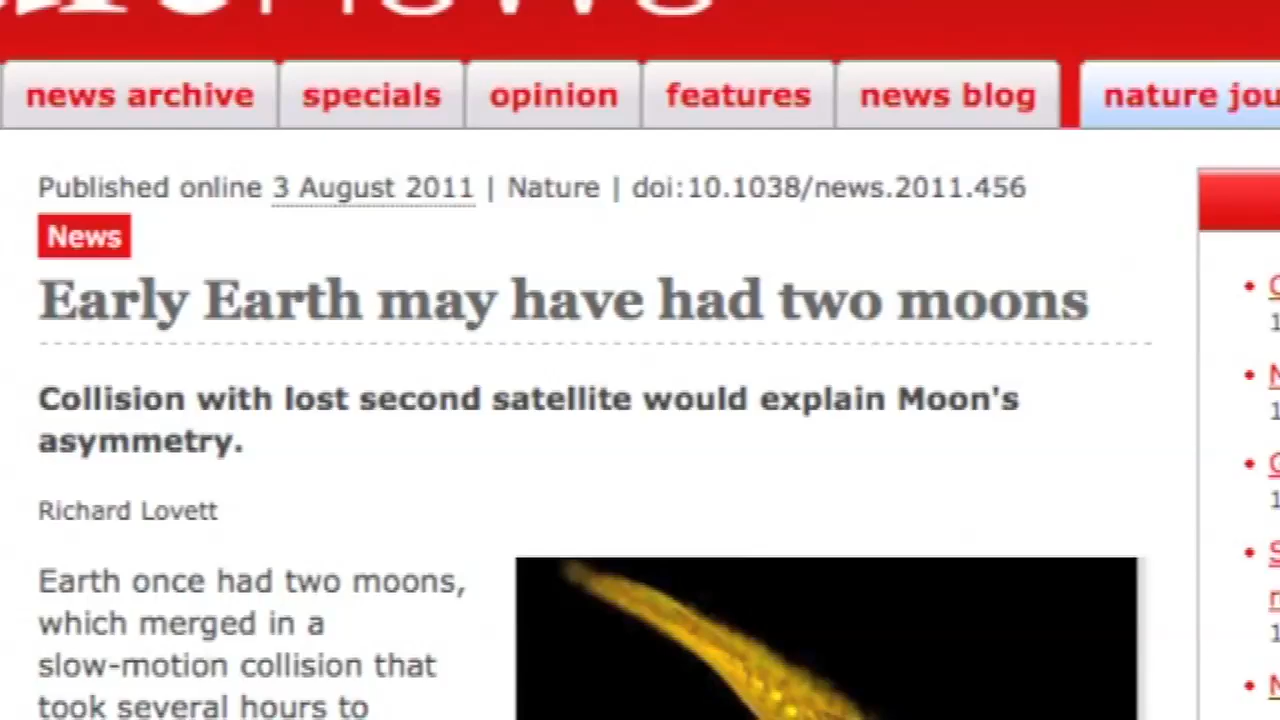 news archive specials opinion features news blog nature
Published online 3 August 2011 | Nature | doi:10.1038/news.2011.456
News
Early Earth may have had two moons
Collision with lost second satellite would explain Moon's
asymmetry.
Richard Lovett
Earth once had two moons,
which merged in a
slow-motion collision that
took several hours to